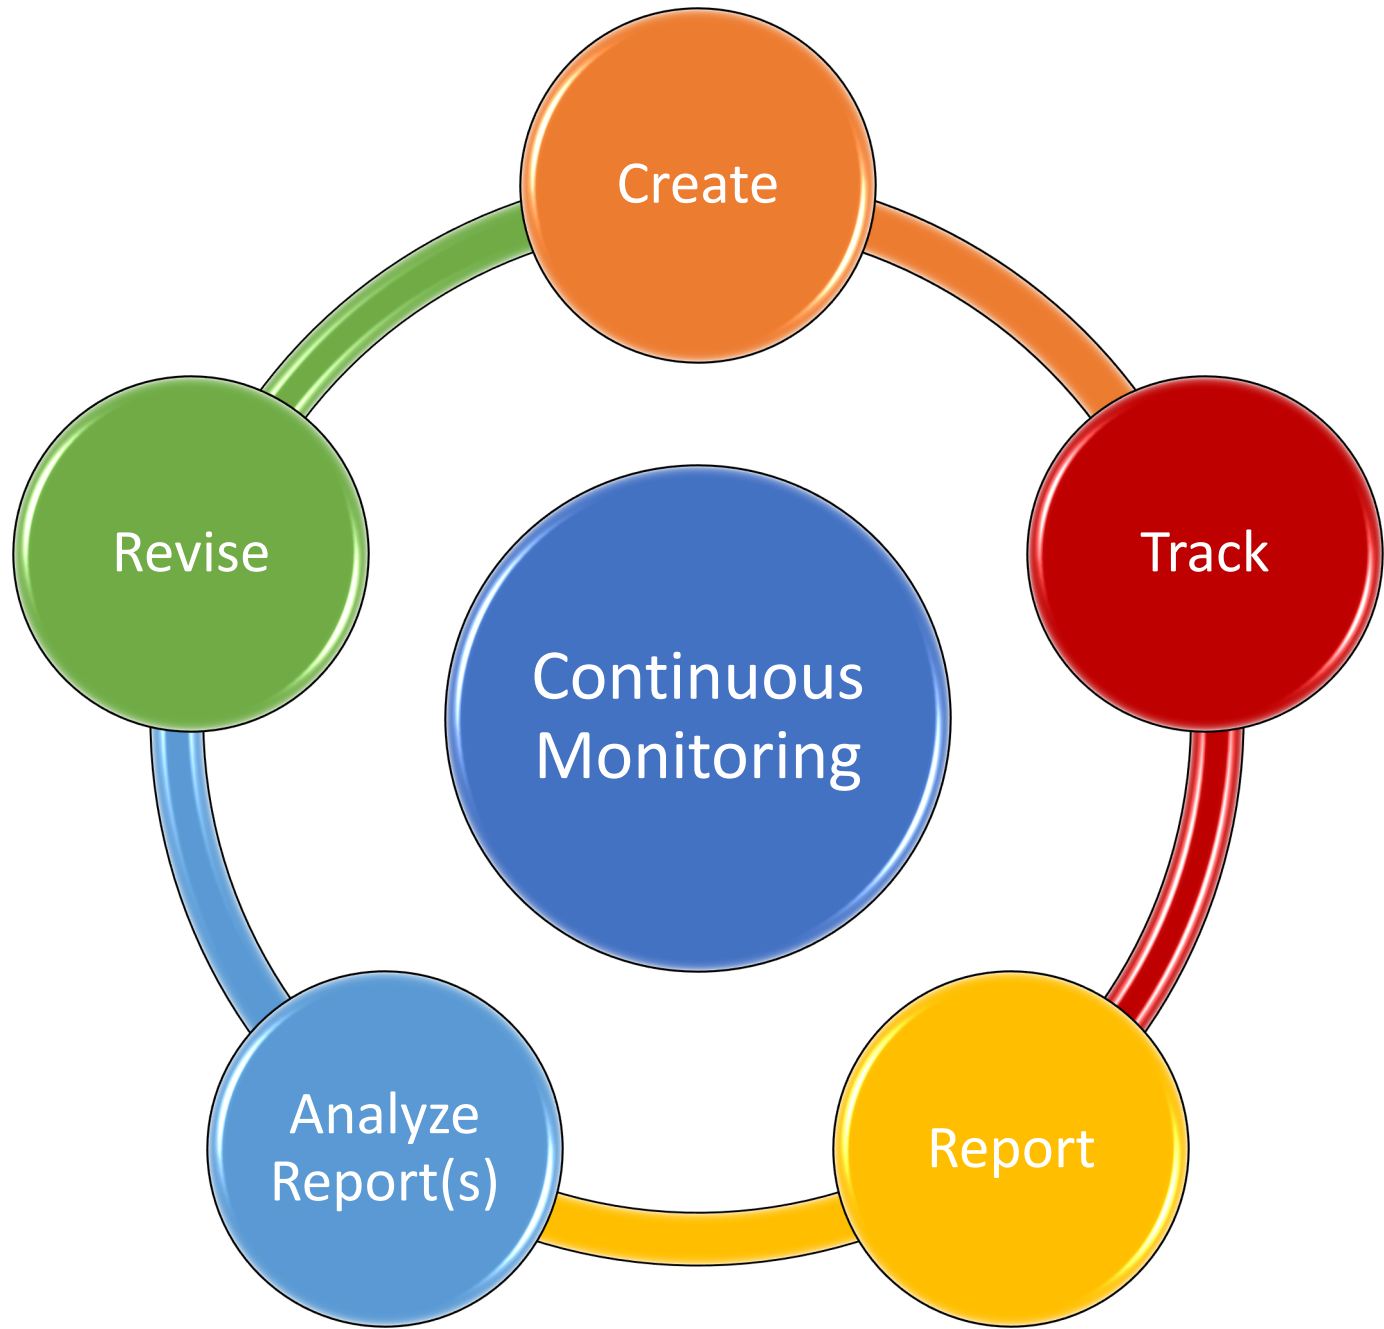 Create
Track
Report
Analyze
Report(s)
Revise
Continuous
Monitoring